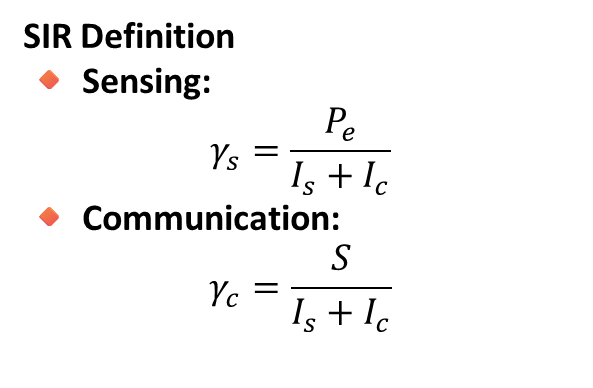 SIR Definition
Sensing:
γ_s = P_e / (I_s + I_c)
Communication:
γ_c = S / (I_s + I_c)